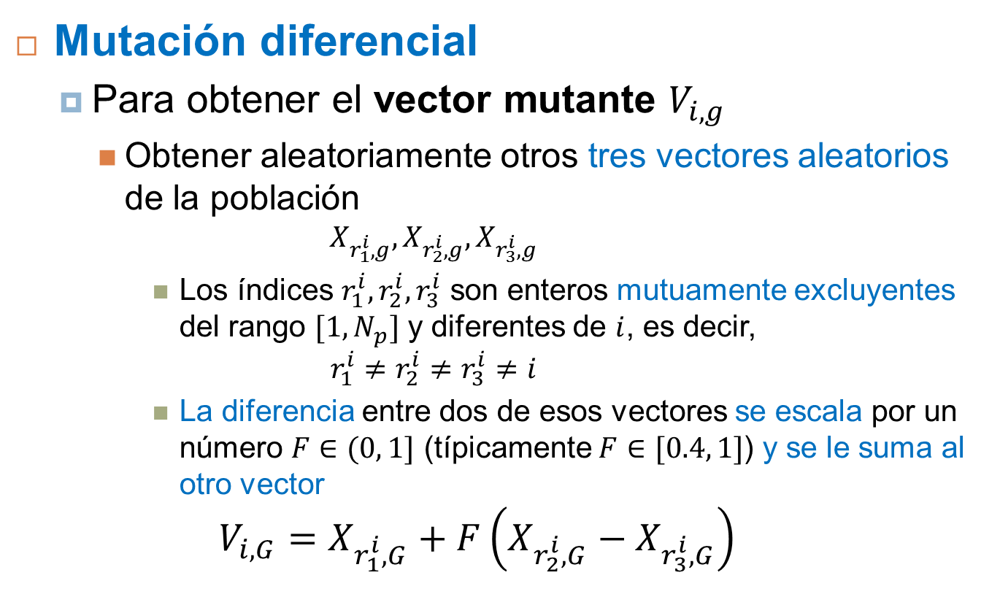 Mutación diferencial
Para obtener el vector mutante $V_{i,g}$
Obtener aleatoriamente otros tres vectores aleatorios
de la población
$X_{r_1^i,g}, X_{r_2^i,g}, X_{r_3^i,g}$
Los índices $r_1^i, r_2^i, r_3^i$ son enteros mutuamente excluyentes
del rango $[1, N_p]$ y diferentes de $i$, es decir,
$r_1^i \neq r_2^i \neq r_3^i \neq i$
La diferencia entre dos de esos vectores se escala por un
número $F \in (0, 1]$ (típicamente $F \in [0.4, 1]$) y se le suma al
otro vector
$V_{i,G} = X_{r_1^i,G} + F\left(X_{r_2^i,G} - X_{r_3^i,G}\right)$